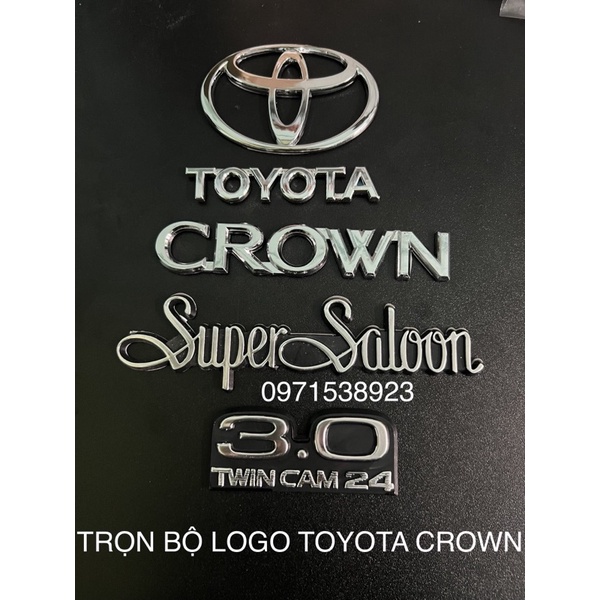 TOYOTA
CROWN
Super Saloon
0971538923
3.0
TWIN CAM 24
TRỌN BỘ LOGO TOYOTA CROWN